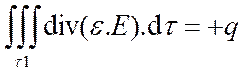 ∭τ1 div(ε.E).dτ = +q